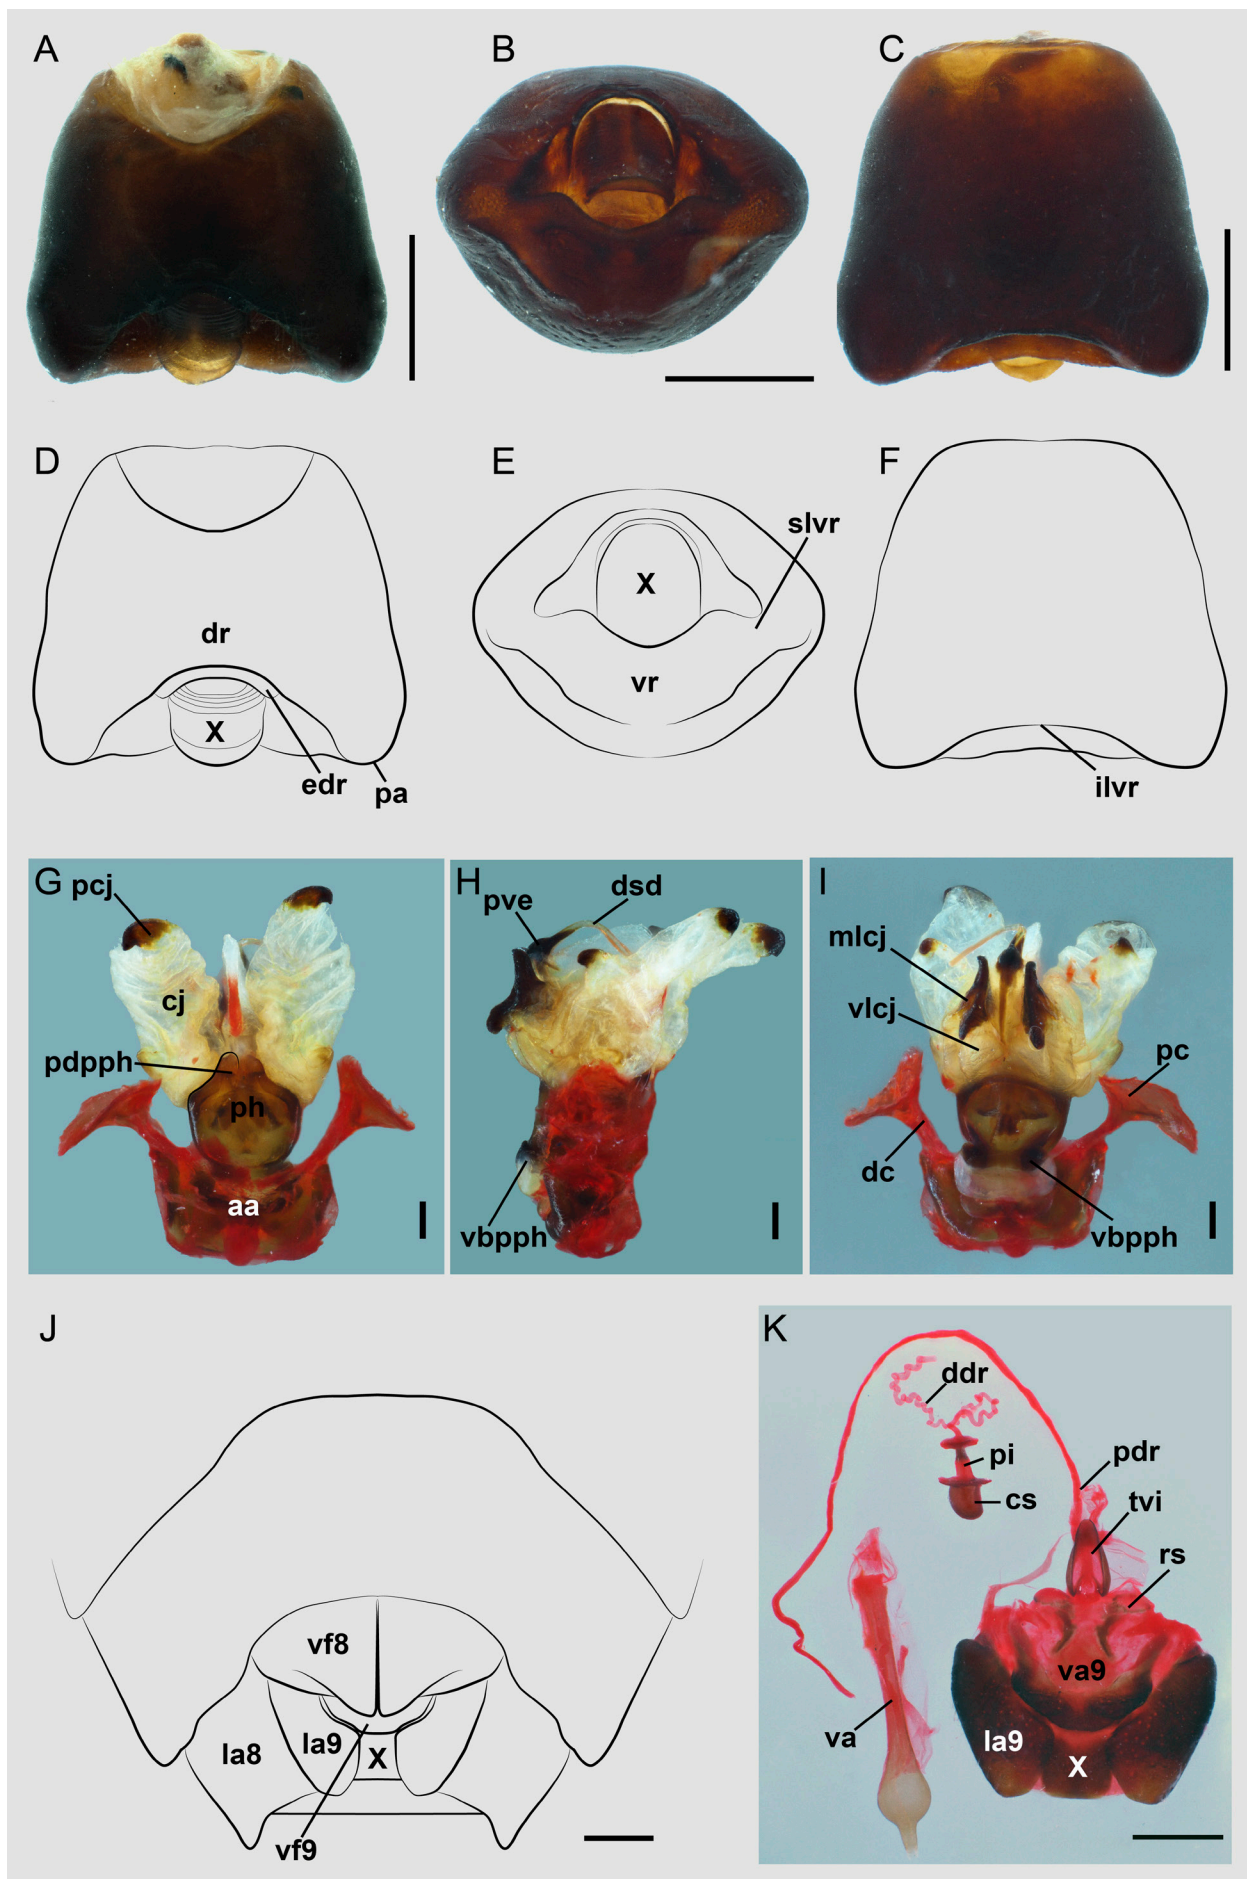 A
B
C
D
E
F
slvr
dr
X
vr
X
edr
pa
ilvr
G
pcj
H
pve
dsd
I
mlcj
cj
vlcj
pdpph
pc
ph
dc
aa
vbpph
vbpph
J
K
ddr
pi
pdr
cs
tvi
rs
vf8
va9
la8
la9
X
va
la9
X
vf9